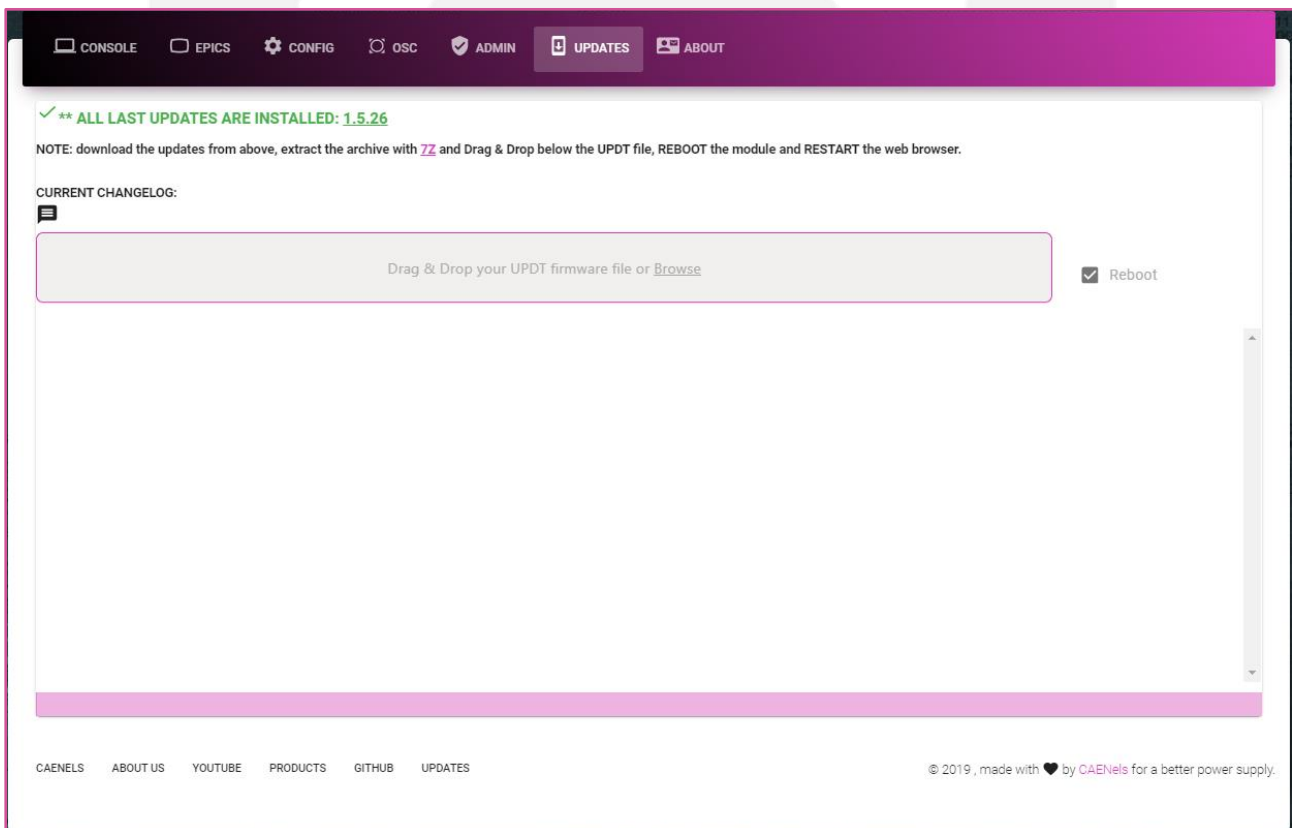 CONSOLE EPICS CONFIG OSC ADMIN UPDATES ABOUT
** ALL LAST UPDATES ARE INSTALLED: 1.5.26
NOTE: download the updates from above, extract the archive with 7Z and Drag & Drop below the UPDT file, REBOOT the module and RESTART the web browser.
CURRENT CHANGELOG:
Drag & Drop your UPDT firmware file or Browse
Reboot
CAENELS ABOUT US YOUTUBE PRODUCTS GITHUB UPDATES
© 2019 , made with ♥ by CAENels for a better power supply.